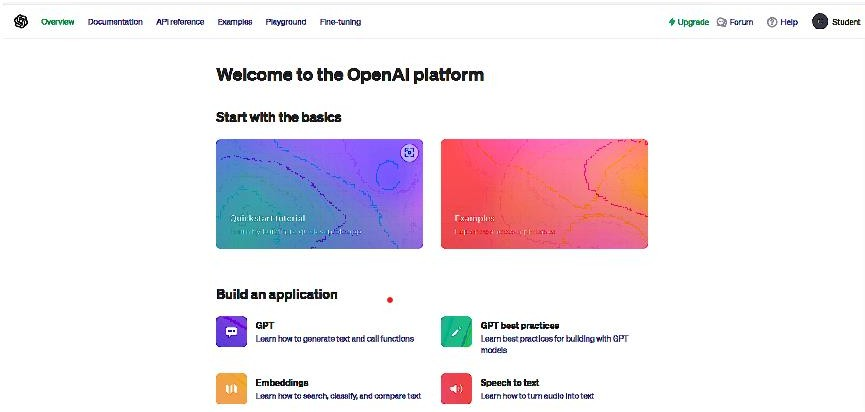 Overview Documentation API reference Examples Playground Fine-tuning Upgrade Forum Help Student
Welcome to the OpenAI platform
Start with the basics
Quickstart tutorial
Examples
Build an application
GPT
Learn how to generate text and call functions
GPT best practices
Learn best practices for building with GPT
models
Embeddings
Learn how to search, classify, and compare text
Speech to text
Learn how to turn audio into text